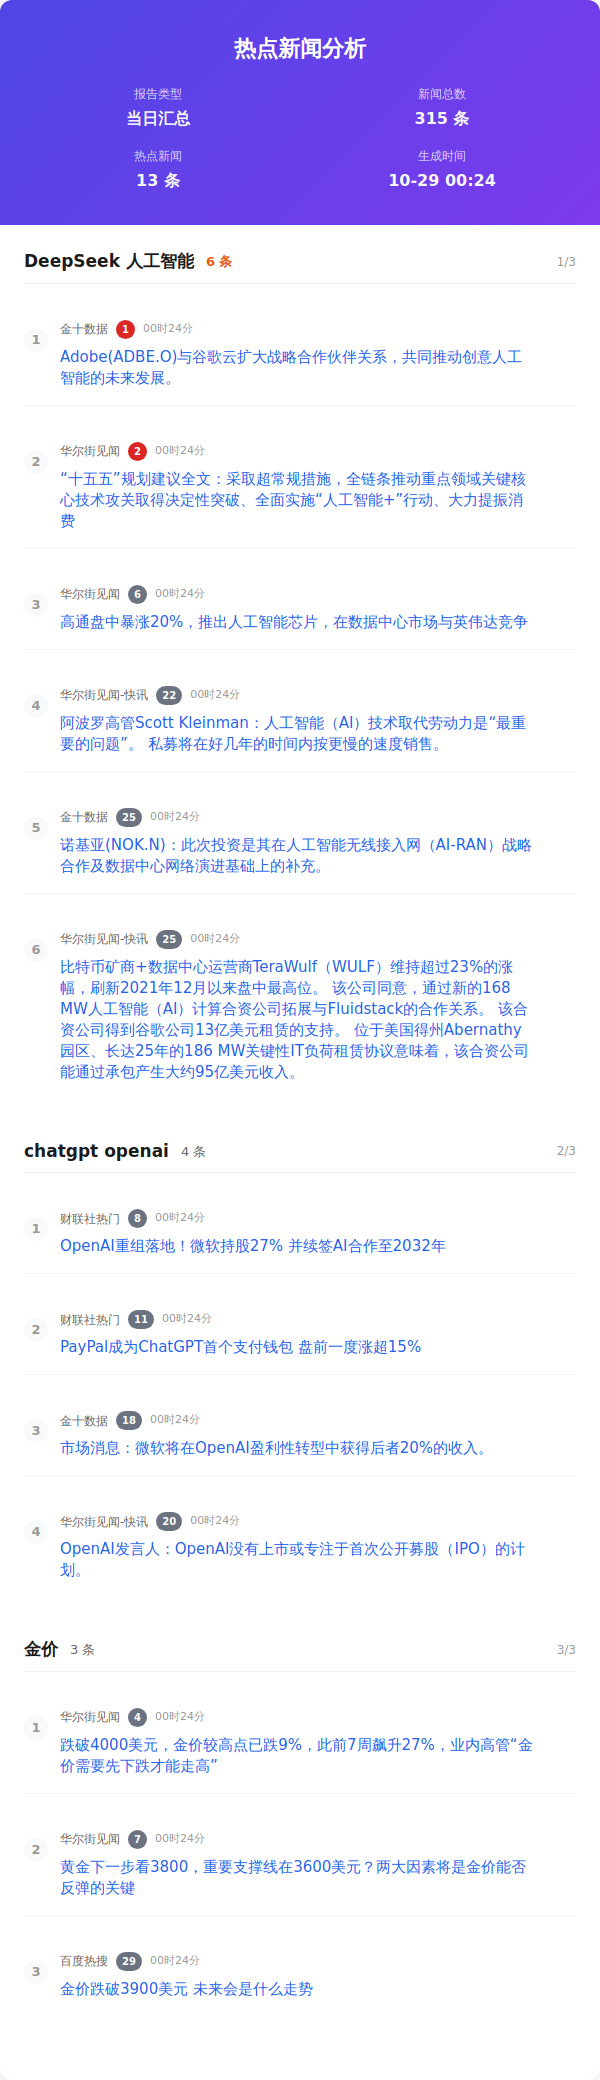 热点新闻分析
报告类型
新闻总数
当日汇总
315 条
热点新闻
生成时间
13 条
10-29 00:24
DeepSeek 人工智能 6 条 1/3
1 金十数据 1 00时24分
Adobe(ADBE.O)与谷歌云扩大战略合作伙伴关系，共同推动创意人工
智能的未来发展。
2 华尔街见闻 2 00时24分
“十五五”规划建议全文：采取超常规措施，全链条推动重点领域关键核
心技术攻关取得决定性突破、全面实施“人工智能+”行动、大力提振消
费
3 华尔街见闻 6 00时24分
高通盘中暴涨20%，推出人工智能芯片，在数据中心市场与英伟达竞争
4 华尔街见闻-快讯 22 00时24分
阿波罗高管Scott Kleinman：人工智能（AI）技术取代劳动力是“最重
要的问题”。 私募将在好几年的时间内按更慢的速度销售。
5 金十数据 25 00时24分
诺基亚(NOK.N)：此次投资是其在人工智能无线接入网（AI-RAN）战略
合作及数据中心网络演进基础上的补充。
6 华尔街见闻-快讯 25 00时24分
比特币矿商+数据中心运营商TeraWulf（WULF）维持超过23%的涨
幅，刷新2021年12月以来盘中最高位。 该公司同意，通过新的168
MW人工智能（AI）计算合资公司拓展与Fluidstack的合作关系。 该合
资公司得到谷歌公司13亿美元租赁的支持。 位于美国得州Abernathy
园区、长达25年的186 MW关键性IT负荷租赁协议意味着，该合资公司
能通过承包产生大约95亿美元收入。
chatgpt openai 4 条 2/3
1 财联社热门 8 00时24分
OpenAI重组落地！微软持股27% 并续签AI合作至2032年
2 财联社热门 11 00时24分
PayPal成为ChatGPT首个支付钱包 盘前一度涨超15%
3 金十数据 18 00时24分
市场消息：微软将在OpenAI盈利性转型中获得后者20%的收入。
4 华尔街见闻-快讯 20 00时24分
OpenAI发言人：OpenAI没有上市或专注于首次公开募股（IPO）的计
划。
金价 3 条 3/3
1 华尔街见闻 4 00时24分
跌破4000美元，金价较高点已跌9%，此前7周飙升27%，业内高管“金
价需要先下跌才能走高”
2 华尔街见闻 7 00时24分
黄金下一步看3800，重要支撑线在3600美元？两大因素将是金价能否
反弹的关键
3 百度热搜 29 00时24分
金价跌破3900美元 未来会是什么走势